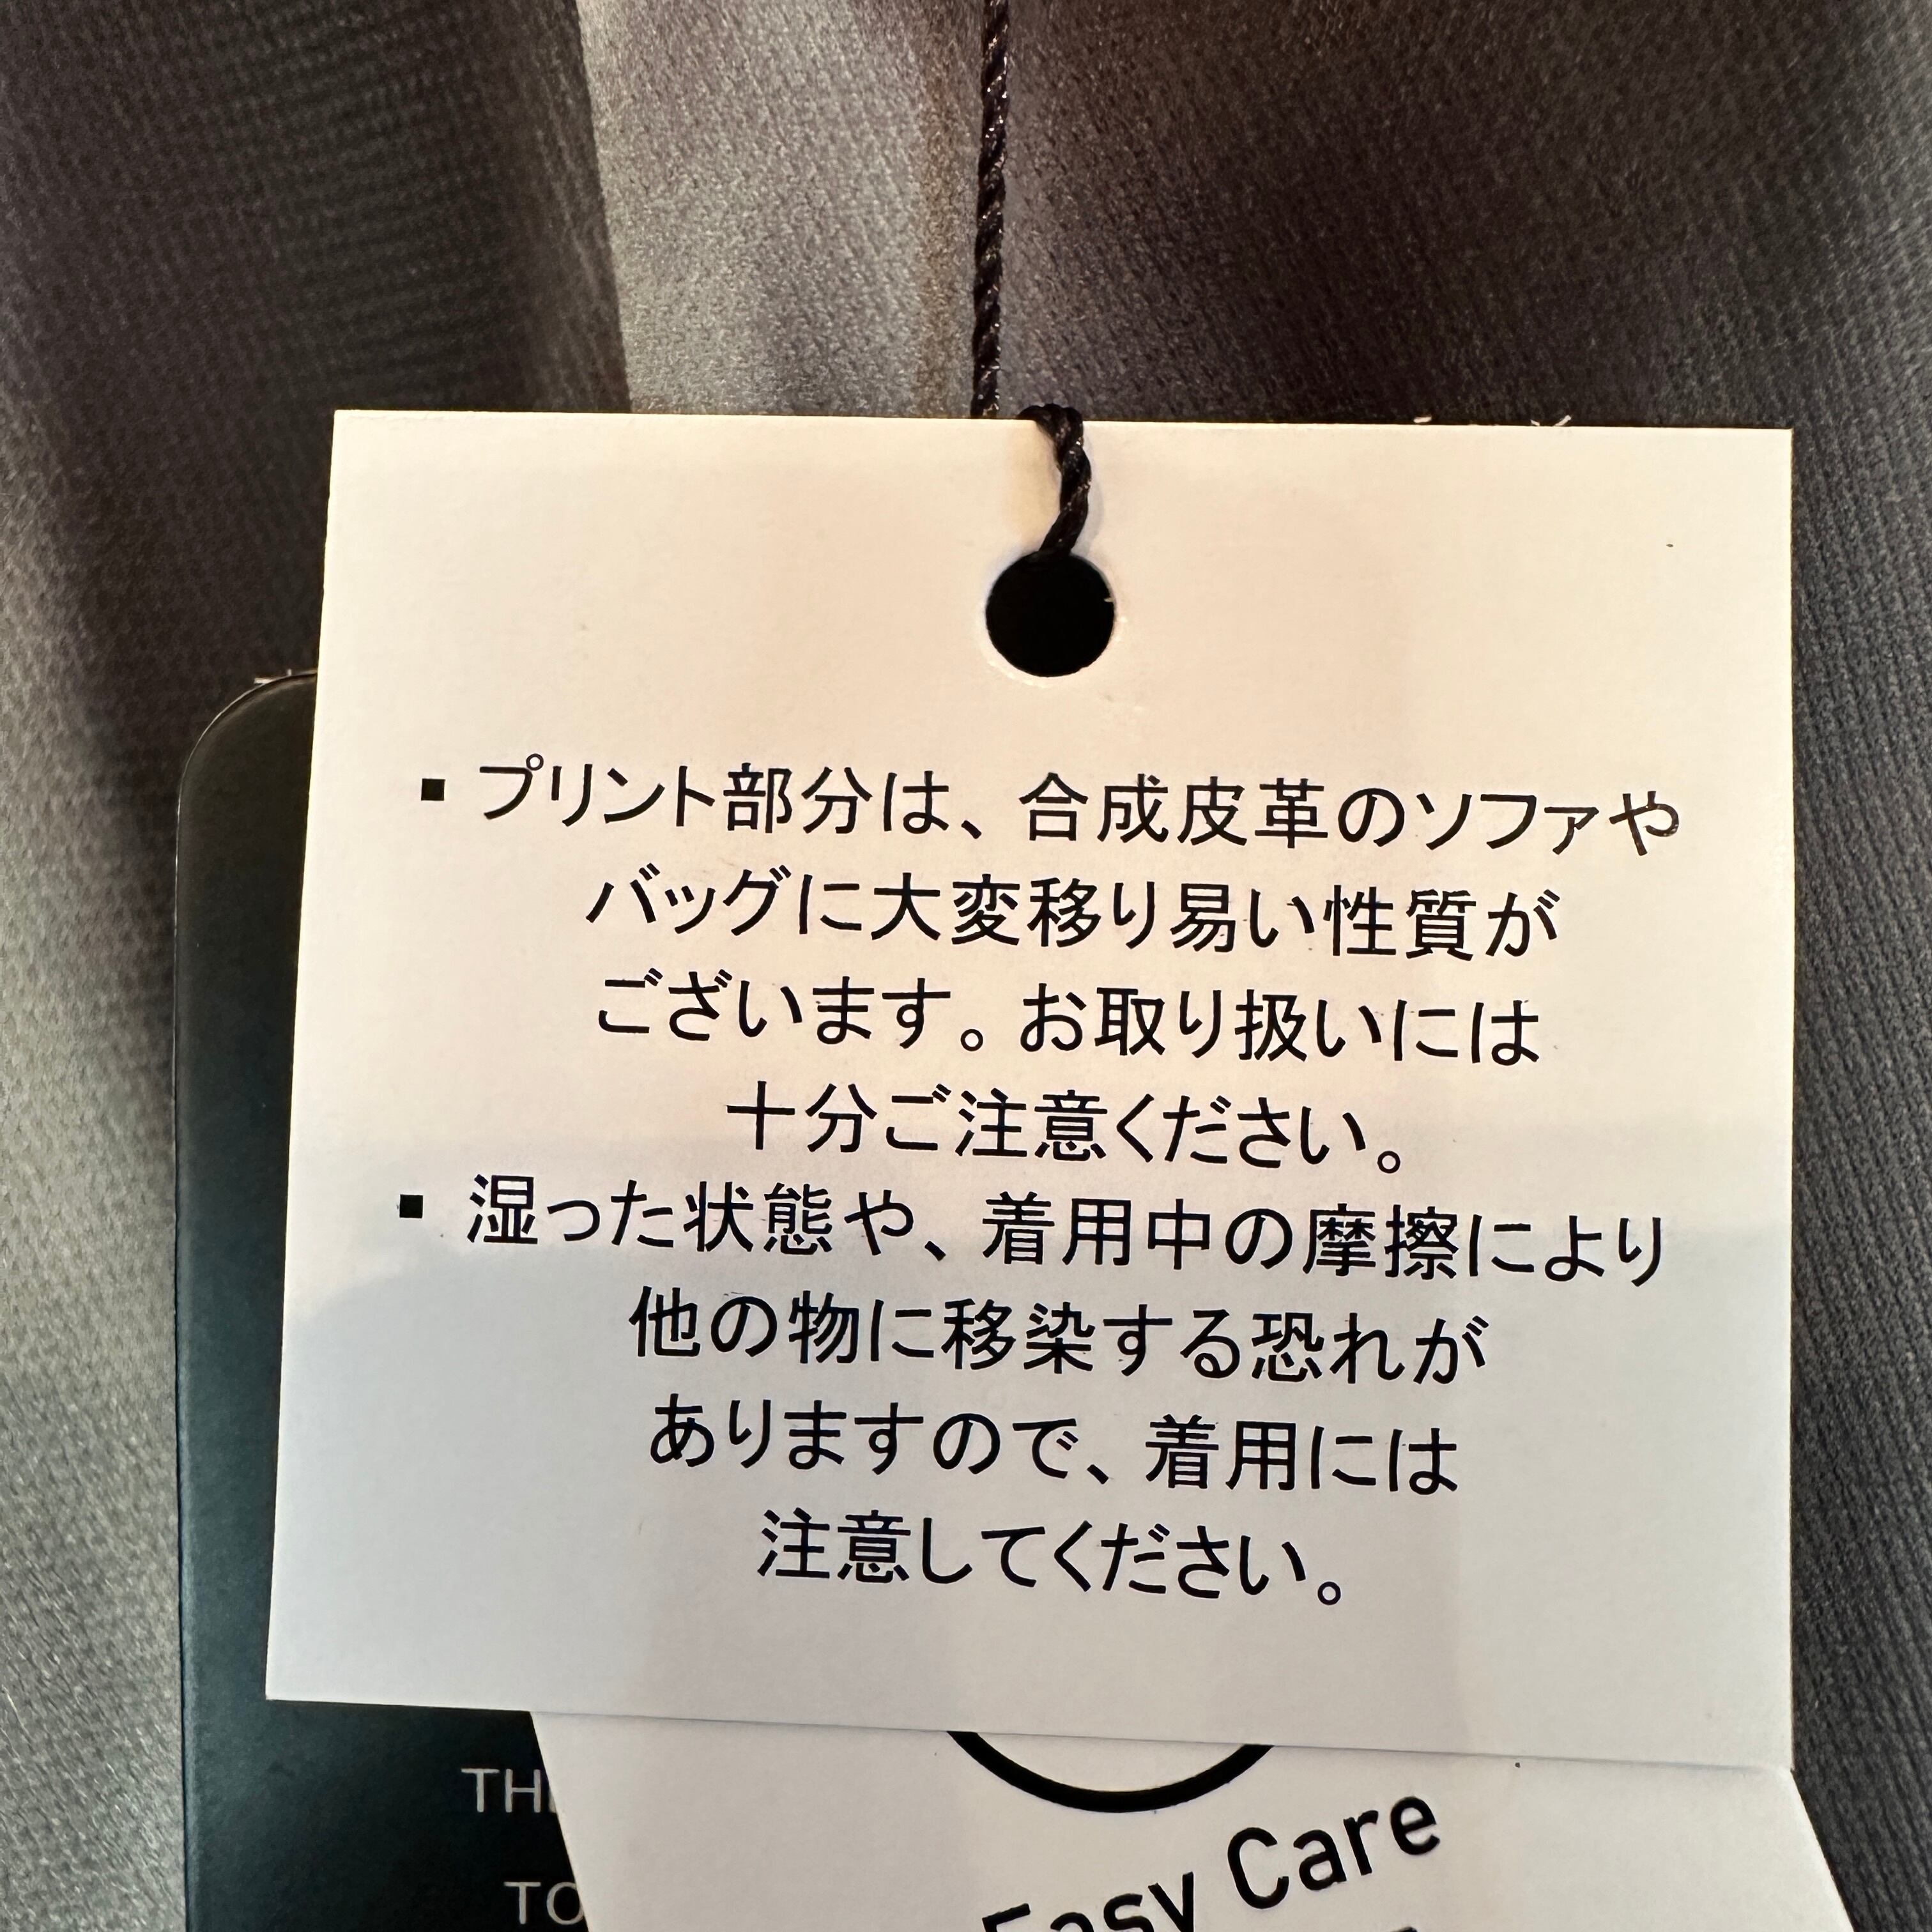 ▪ プリント部分は、合成皮革のソファや
バッグに大変移り易い性質が
ございます。お取り扱いには
十分ご注意ください。
▪ 湿った状態や、着用中の摩擦により
他の物に移染する恐れが
ありますので、着用には
注意してください。
Easy Care
TH
TO